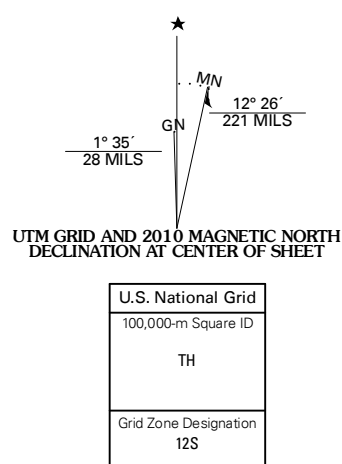 MN
GN
12° 26´
221 MILS
1° 35´
28 MILS
UTM GRID AND 2010 MAGNETIC NORTH
DECLINATION AT CENTER OF SHEET
U.S. National Grid
100,000-m Square ID
TH
Grid Zone Designation
12S